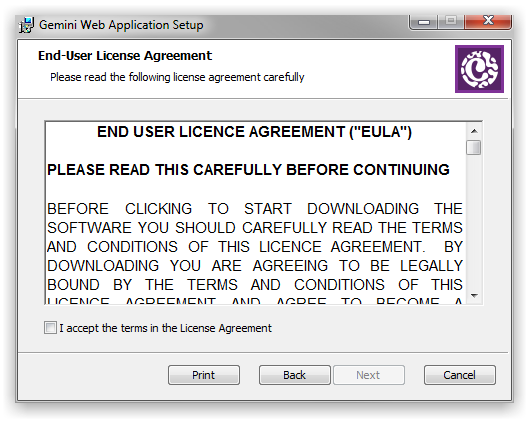 Gemini Web Application Setup
End-User License Agreement
Please read the following license agreement carefully
END USER LICENCE AGREEMENT ("EULA")
PLEASE READ THIS CAREFULLY BEFORE CONTINUING
BEFORE CLICKING TO START DOWNLOADING THE
SOFTWARE YOU SHOULD CAREFULLY READ THE TERMS
AND CONDITIONS OF THIS LICENCE AGREEMENT. BY
DOWNLOADING YOU ARE AGREEING TO BE LEGALLY
BOUND BY THE TERMS AND CONDITIONS OF THIS
LICENCE AGREEMENT AND AGREE TO BECOME A
I accept the terms in the License Agreement
Print Back Next Cancel